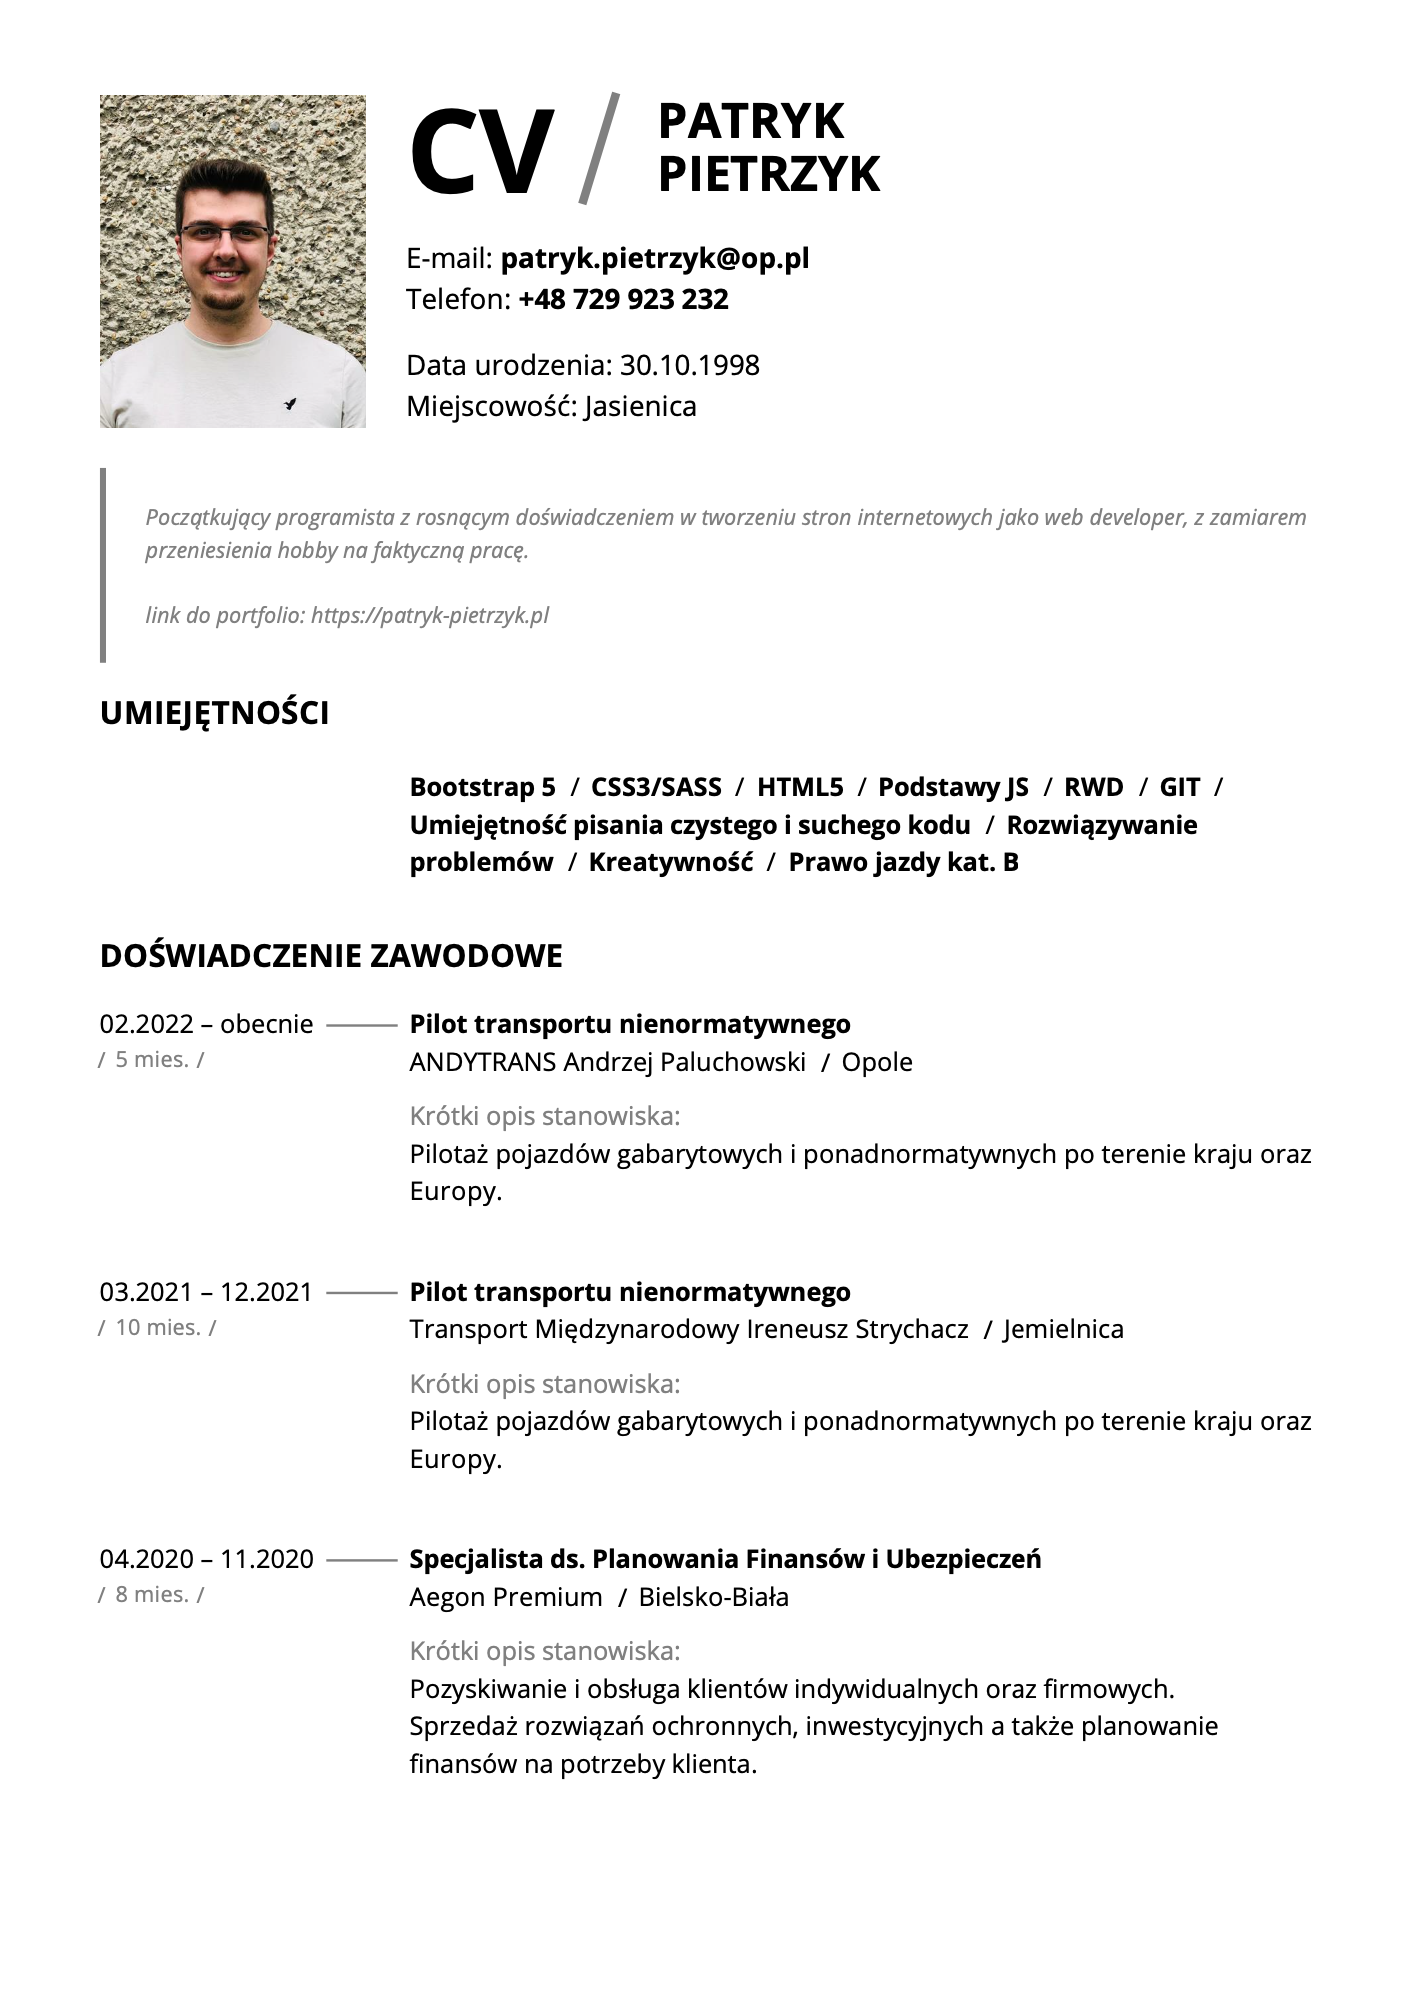 CV / PATRYK
PIETRZYK
E-mail: patryk.pietrzyk@op.pl
Telefon: +48 729 923 232
Data urodzenia: 30.10.1998
Miejscowość: Jasienica
Początkujący programista z rosnącym doświadczeniem w tworzeniu stron internetowych jako web developer, z zamiarem
przeniesienia hobby na faktyczną pracę.
link do portfolio: https://patryk-pietrzyk.pl
UMIEJĘTNOŚCI
Bootstrap 5 / CSS3/SASS / HTML5 / Podstawy JS / RWD / GIT /
Umiejętność pisania czystego i suchego kodu / Rozwiązywanie
problemów / Kreatywność / Prawo jazdy kat. B
DOŚWIADCZENIE ZAWODOWE
02.2022 – obecnie Pilot transportu nienormatywnego
/ 5 mies. / ANDYTRANS Andrzej Paluchowski / Opole
Krótki opis stanowiska:
Pilotaż pojazdów gabarytowych i ponadnormatywnych po terenie kraju oraz
Europy.
03.2021 – 12.2021 Pilot transportu nienormatywnego
/ 10 mies. / Transport Międzynarodowy Ireneusz Strychacz / Jemielnica
Krótki opis stanowiska:
Pilotaż pojazdów gabarytowych i ponadnormatywnych po terenie kraju oraz
Europy.
04.2020 – 11.2020 Specjalista ds. Planowania Finansów i Ubezpieczeń
/ 8 mies. / Aegon Premium / Bielsko-Biała
Krótki opis stanowiska:
Pozyskiwanie i obsługa klientów indywidualnych oraz firmowych.
Sprzedaż rozwiązań ochronnych, inwestycyjnych a także planowanie
finansów na potrzeby klienta.